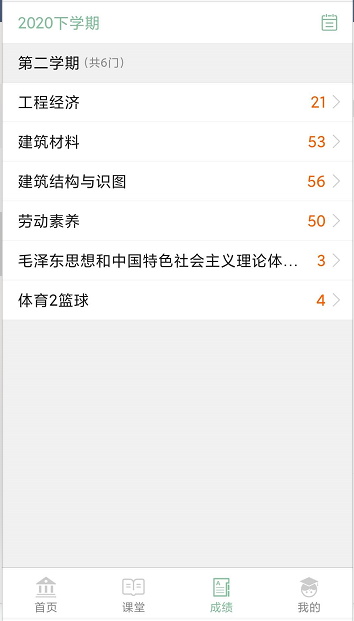 2020下学期
第二学期 (共6门)
工程经济 21
建筑材料 53
建筑结构与识图 56
劳动素养 50
毛泽东思想和中国特色社会主义理论体... 3
体育2篮球 4
首页 课堂 成绩 我的